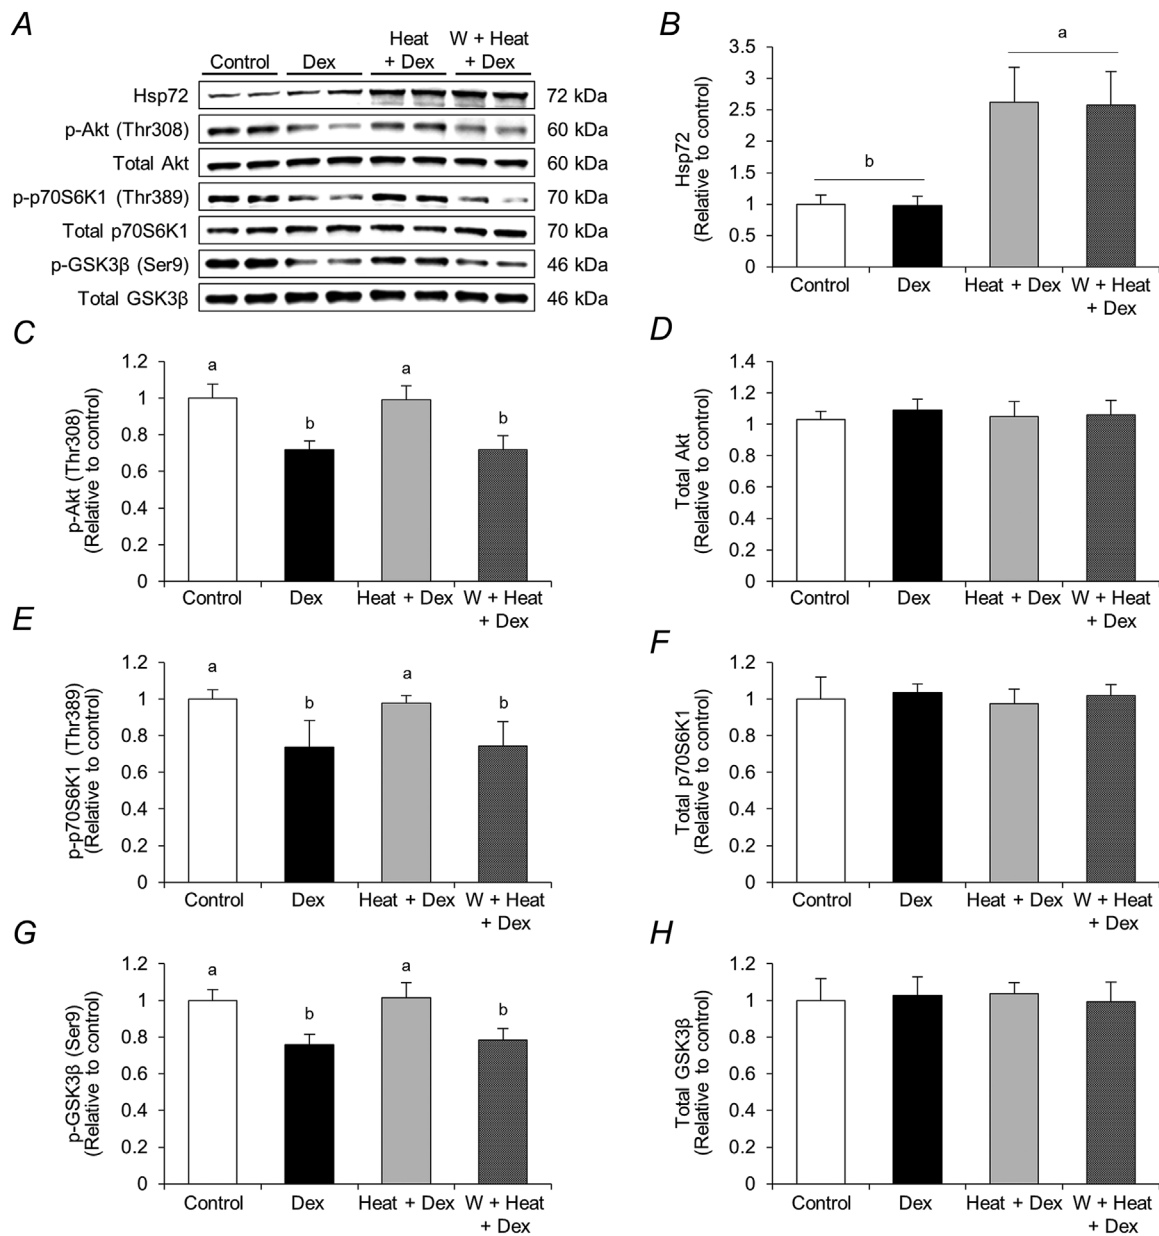 A
Heat W + Heat
Control Dex + Dex + Dex
Hsp72 72 kDa
p-Akt (Thr308) 60 kDa
Total Akt 60 kDa
p-p70S6K1 (Thr389) 70 kDa
Total p70S6K1 70 kDa
p-GSK3β (Ser9) 46 kDa
Total GSK3β 46 kDa
B
Hsp72
(Relative to control)
3.5
3
2.5
2
1.5
1
0.5
0
b
a
Control Dex Heat + Dex W + Heat
+ Dex
C
p-Akt (Thr308)
(Relative to control)
1.2
1
0.8
0.6
0.4
0.2
0
a b a b
Control Dex Heat + Dex W + Heat
+ Dex
D
Total Akt
(Relative to control)
1.4
1.2
1
0.8
0.6
0.4
0.2
0
Control Dex Heat + Dex W + Heat
+ Dex
E
p-p70S6K1 (Thr389)
(Relative to control)
1.2
1
0.8
0.6
0.4
0.2
0
a b a b
Control Dex Heat + Dex W + Heat
+ Dex
F
Total p70S6K1
(Relative to control)
1.2
1
0.8
0.6
0.4
0.2
0
Control Dex Heat + Dex W + Heat
+ Dex
G
p-GSK3β (Ser9)
(Relative to control)
1.2
1
0.8
0.6
0.4
0.2
0
a b a b
Control Dex Heat + Dex W + Heat
+ Dex
H
Total GSK3β
(Relative to control)
1.2
1
0.8
0.6
0.4
0.2
0
Control Dex Heat + Dex W + Heat
+ Dex